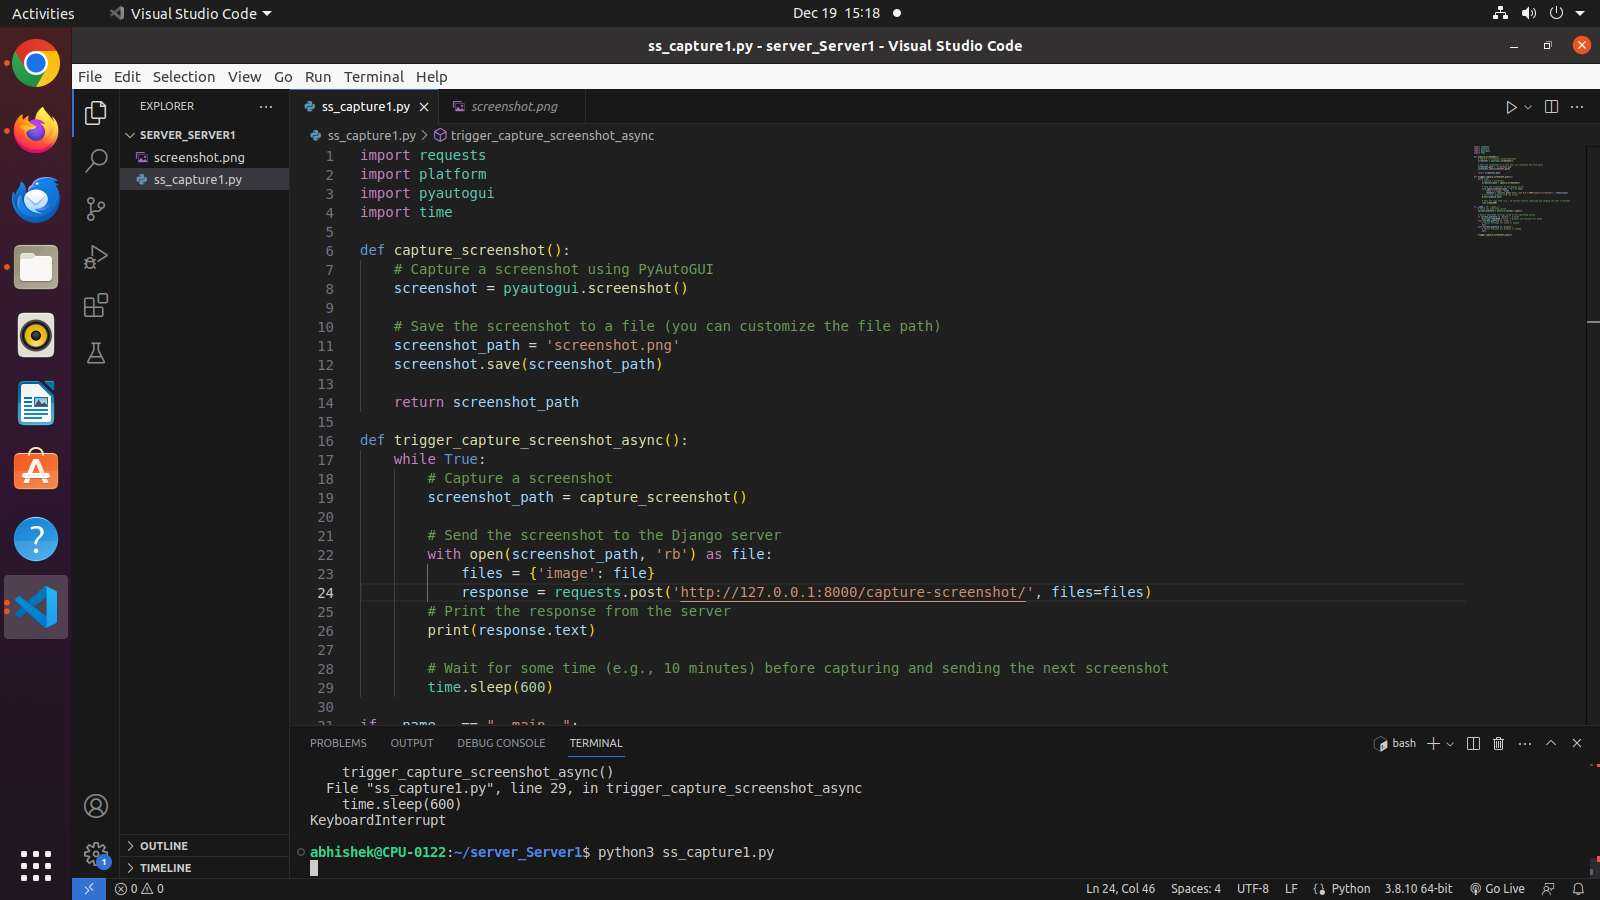 Activities
Visual Studio Code
Dec 19 15:18
ss_capture1.py - server_Server1 - Visual Studio Code
File Edit Selection View Go Run Terminal Help
EXPLORER
SERVER_SERVER1
screenshot.png
ss_capture1.py
OUTLINE
TIMELINE
ss_capture1.py
screenshot.png
ss_capture1.py > trigger_capture_screenshot_async
1 import requests
2 import platform
3 import pyautogui
4 import time
5
6 def capture_screenshot():
7 # Capture a screenshot using PyAutoGUI
8 screenshot = pyautogui.screenshot()
9
10 # Save the screenshot to a file (you can customize the file path)
11 screenshot_path = 'screenshot.png'
12 screenshot.save(screenshot_path)
13
14 return screenshot_path
15
16 def trigger_capture_screenshot_async():
17 while True:
18 # Capture a screenshot
19 screenshot_path = capture_screenshot()
20
21 # Send the screenshot to the Django server
22 with open(screenshot_path, 'rb') as file:
23 files = {'image': file}
24 response = requests.post('http://127.0.0.1:8000/capture-screenshot/', files=files)
25 # Print the response from the server
26 print(response.text)
27
28 # Wait for some time (e.g., 10 minutes) before capturing and sending the next screenshot
29 time.sleep(600)
30
31 if __name__ == "__main__":
PROBLEMS OUTPUT DEBUG CONSOLE TERMINAL
bash
trigger_capture_screenshot_async()
File "ss_capture1.py", line 29, in trigger_capture_screenshot_async
time.sleep(600)
KeyboardInterrupt
abhishek@CPU-0122:~/server_Server1$ python3 ss_capture1.py
1
0 0
Ln 24, Col 46 Spaces: 4 UTF-8 LF Python 3.8.10 64-bit Go Live